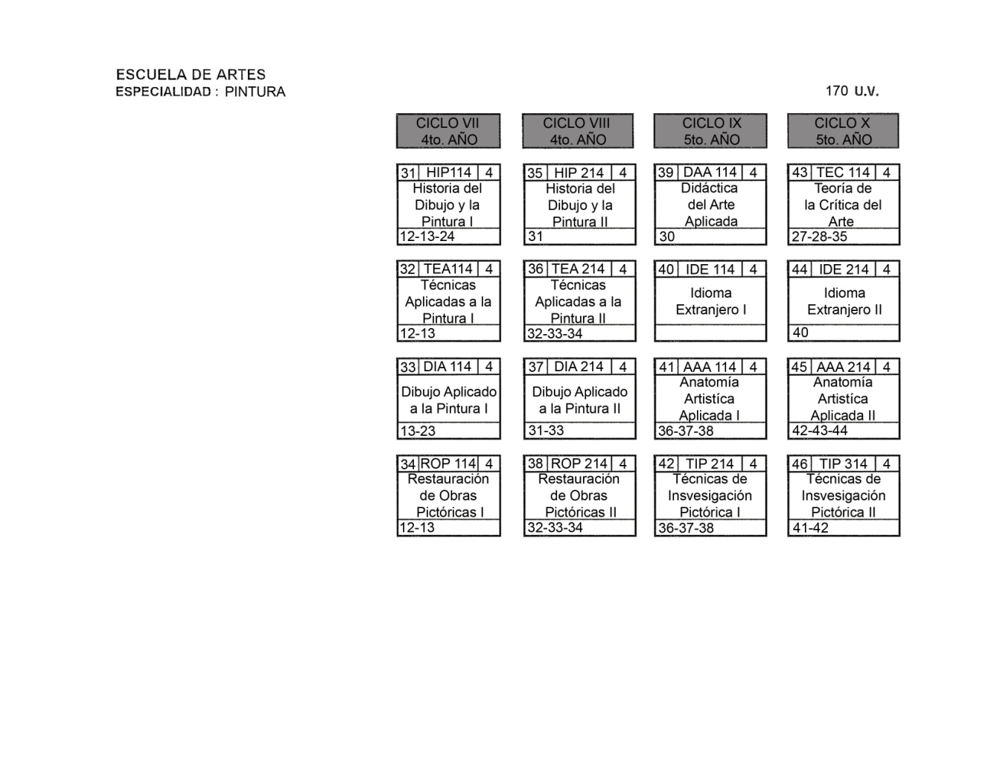 ESCUELA DE ARTES
ESPECIALIDAD : PINTURA
170 U.V.
CICLO VII
4to. AÑO
CICLO VIII
4to. AÑO
CICLO IX
5to. AÑO
CICLO X
5to. AÑO
31 HIP114 4
Historia del
Dibujo y la
Pintura I
12-13-24
35 HIP 214 4
Historia del
Dibujo y la
Pintura II
31
39 DAA 114 4
Didáctica
del Arte
Aplicada
30
43 TEC 114 4
Teoría de
la Crítica del
Arte
27-28-35
32 TEA114 4
Técnicas
Aplicadas a la
Pintura I
12-13
36 TEA 214 4
Técnicas
Aplicadas a la
Pintura II
32-33-34
40 IDE 114 4
Idioma
Extranjero I
44 IDE 214 4
Idioma
Extranjero II
40
33 DIA 114 4
Dibujo Aplicado
a la Pintura I
13-23
37 DIA 214 4
Dibujo Aplicado
a la Pintura II
31-33
41 AAA 114 4
Anatomía
Artistíca
Aplicada I
36-37-38
45 AAA 214 4
Anatomía
Artistíca
Aplicada II
42-43-44
34 ROP 114 4
Restauración
de Obras
Pictóricas I
12-13
38 ROP 214 4
Restauración
de Obras
Pictóricas II
32-33-34
42 TIP 214 4
Técnicas de
Insvesigación
Pictórica I
36-37-38
46 TIP 314 4
Técnicas de
Insvesigación
Pictórica II
41-42